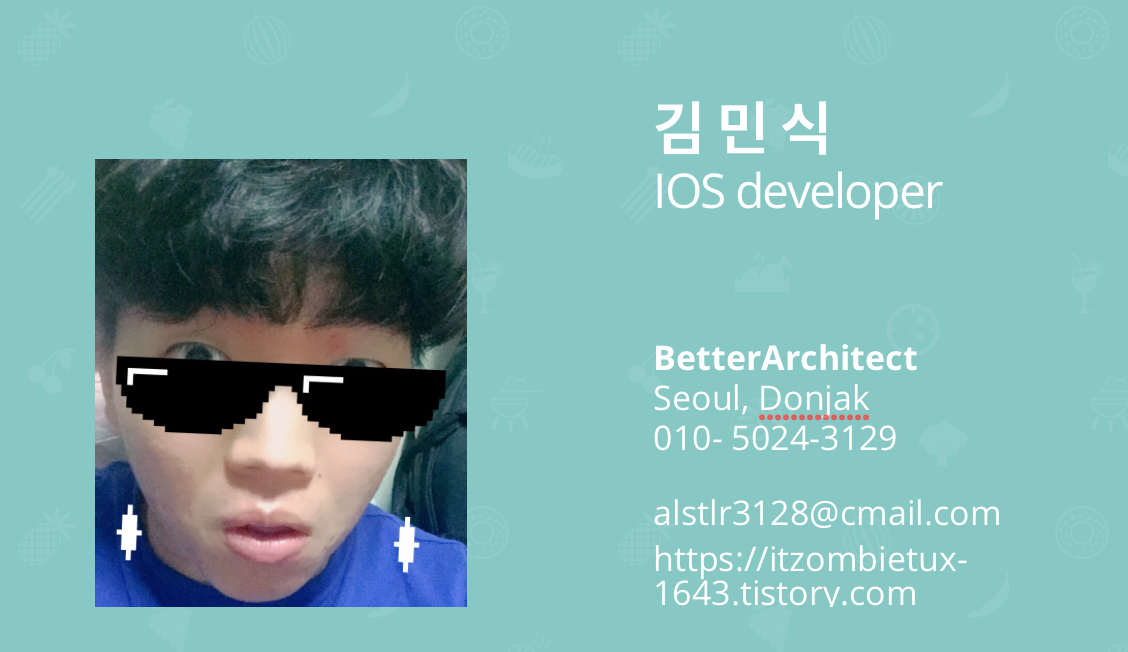 김 민 식
IOS developer
BetterArchitect
Seoul, Donjak
010- 5024-3129
alstlr3128@cmail.com
https://itzombietux-
1643.tistory.com